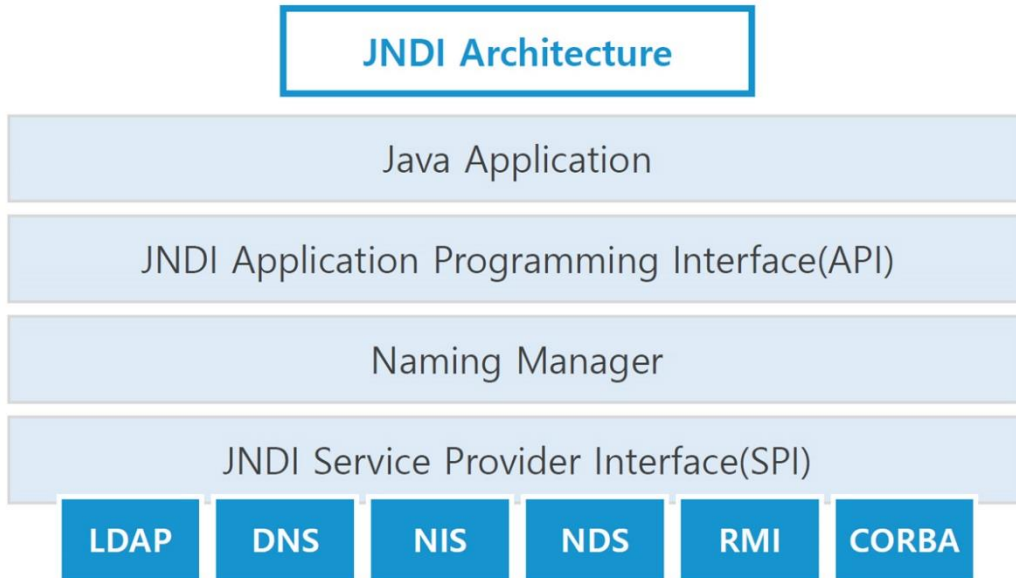 JNDI Architecture
Java Application
JNDI Application Programming Interface(API)
Naming Manager
JNDI Service Provider Interface(SPI)
LDAP DNS NIS NDS RMI CORBA